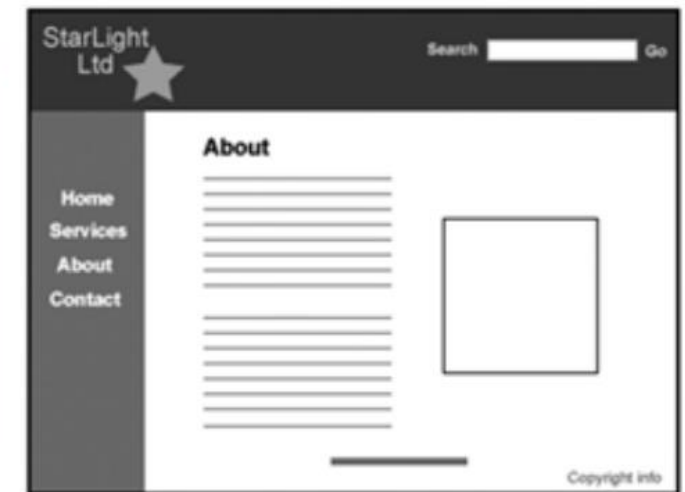 StarLight
Ltd
Search Go
Home
Services
About
Contact
About
Copyright info